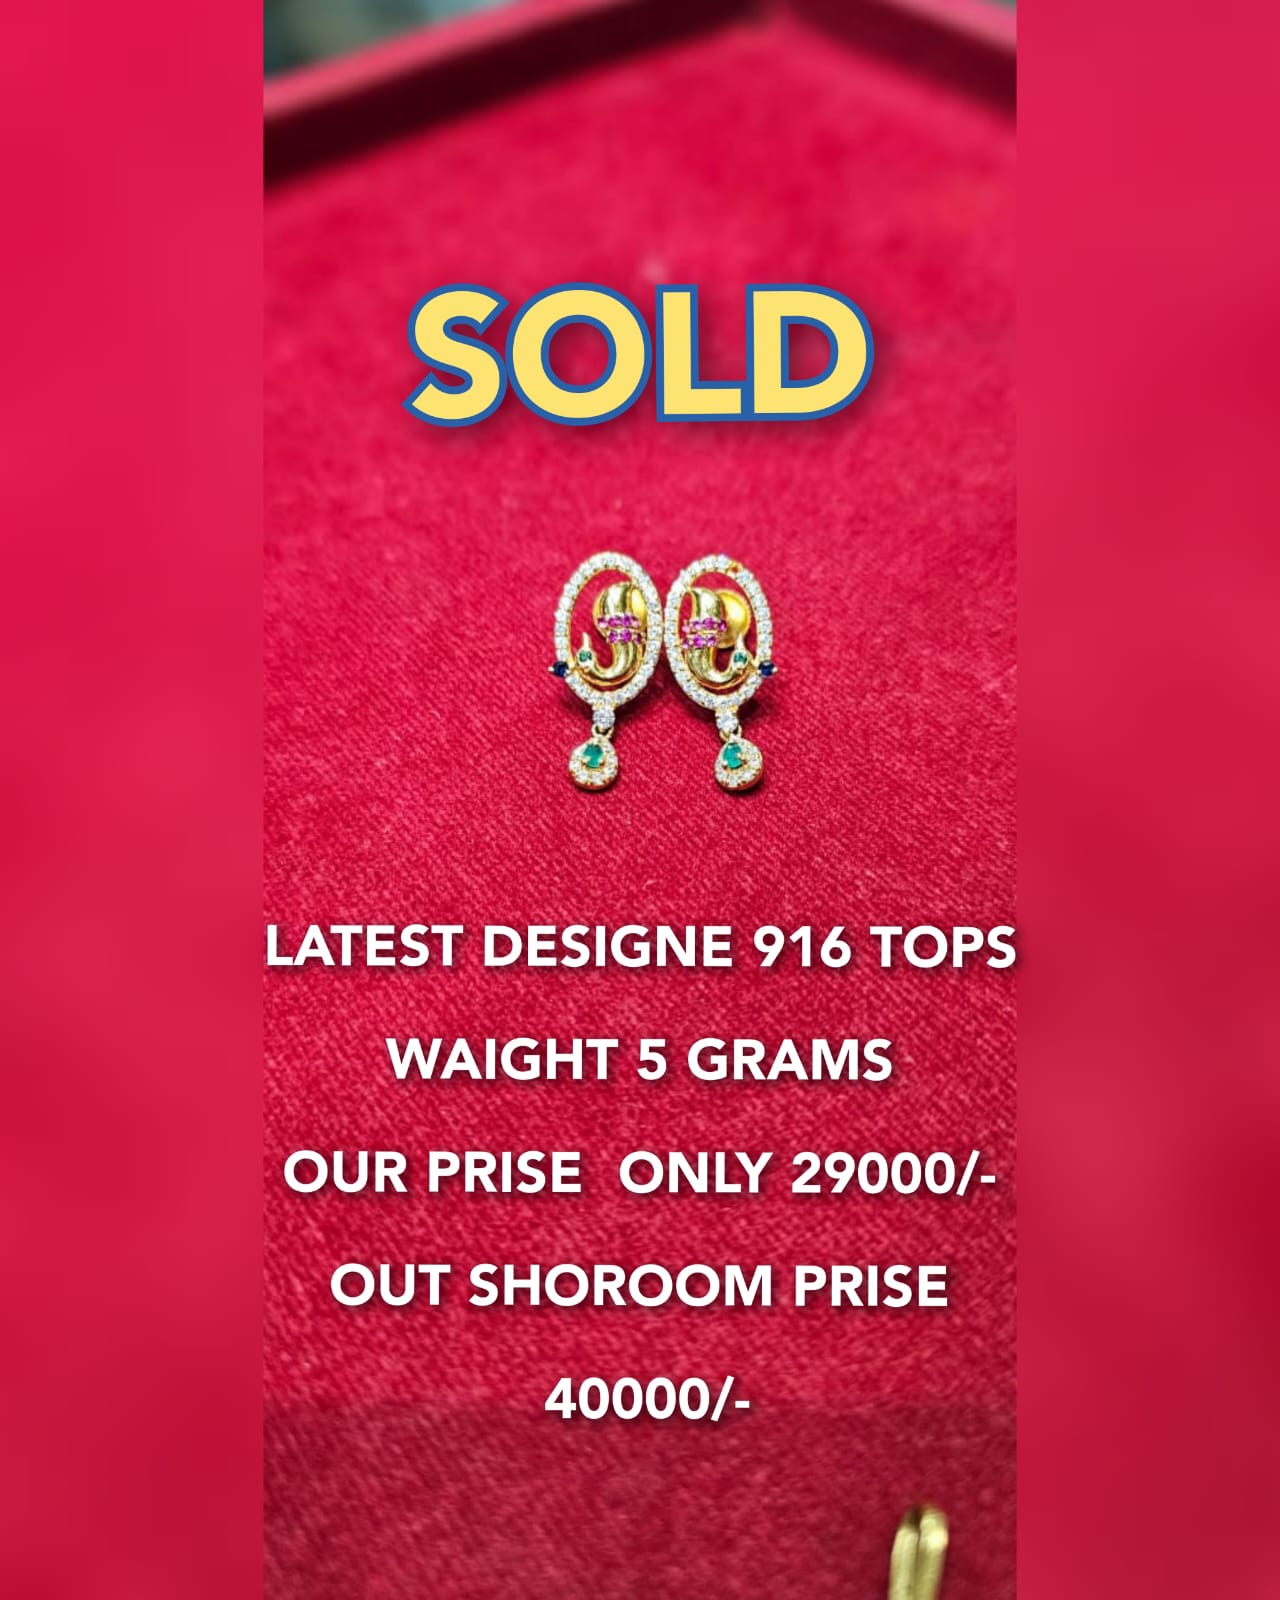 SOLD
LATEST DESIGNE 916 TOPS
WAIGHT 5 GRAMS
OUR PRISE  ONLY 29000/-
OUT SHOROOM PRISE
40000/-